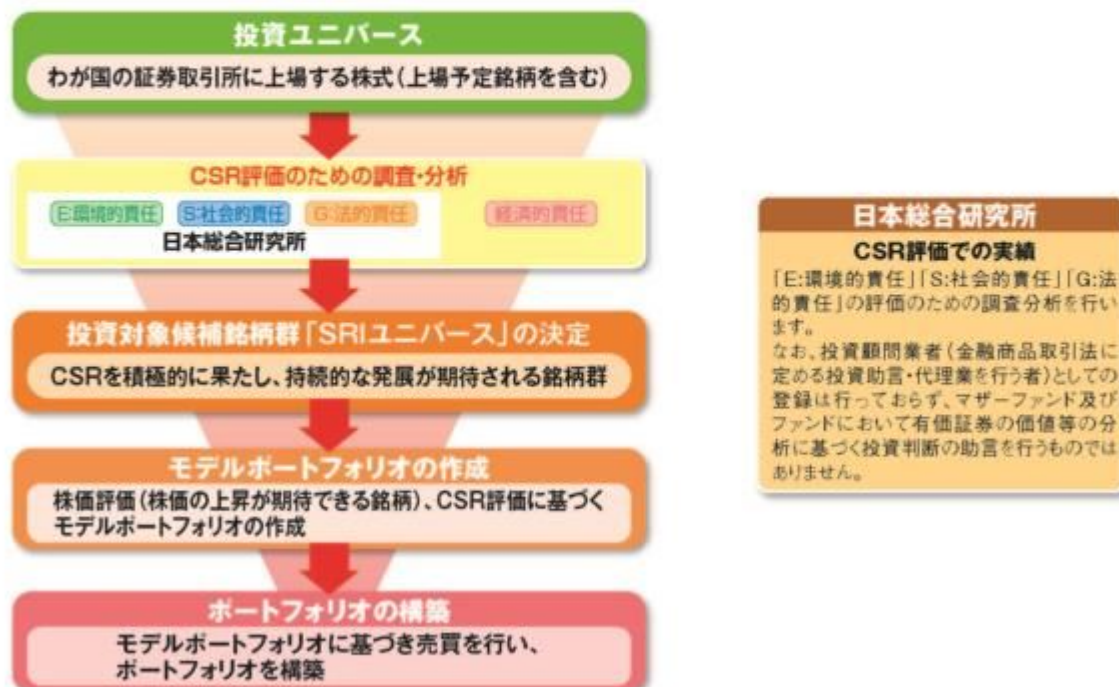 投資ユニバース
わが国の証券取引所に上場する株式(上場予定銘柄を含む)
CSR評価のための調査・分析
E:環境的責任 S:社会的責任 G:法的責任 経済的責任
日本総合研究所
投資対象候補銘柄群「SRIユニバース」の決定
CSRを積極的に果たし、持続的な発展が期待される銘柄群
モデルポートフォリオの作成
株価評価(株価の上昇が期待できる銘柄)、CSR評価に基づく
モデルポートフォリオの作成
ポートフォリオの構築
モデルポートフォリオに基づき売買を行い、
ポートフォリオを構築
日本総合研究所
CSR評価での実績
「E:環境的責任」「S:社会的責任」「G:法
的責任」の評価のための調査分析を行い
ます。
なお、投資顧問業者(金融商品取引法に
定める投資助言・代理業を行う者)としての
登録は行っておらず、マザーファンド及び
ファンドにおいて有価証券の価値等の分
析に基づく投資判断の助言を行うものでは
ありません。